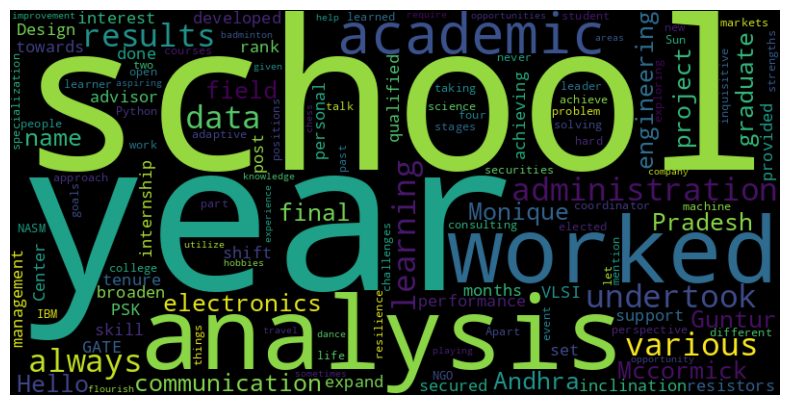 improvement
interest
developed
help
learned
require
opportunities
student
new
markets
Design
results
academic
Sun
towards
done
courses
badminton
areas
rank
two
field
open
given
never
exploring
inquisitive
strengths
school
specialization
learner
aspiring
advisor
data
personal
chess
taking
leader
qualified
achieving
engineering
project
graduate
people
Python
positions
talk
science
achieve
four
problem
name
adaptive
post
past
stages
solving
hard
provided
work
approach
knowledge
securities
company
year
worked
goals
part
internship
experience
final
learning
administration
Monique
coordinator
machine
NASM
Center
college
utilize
shift
hobbies
challenges
consulting
elected
let
mention
Pradesh
tenure
broaden
management
IBM
PSK
electronics
months
VLSI
undertook
performance
resilience
event
perspective
Guntur
support
Apart
different
skill
GATE
things
travel
dance
analysis
life
set
opportunity
various
always
Mccormick
playing
Hello
flourish
communication
sometimes
expand
NGO
Andhra
inclination
resistors